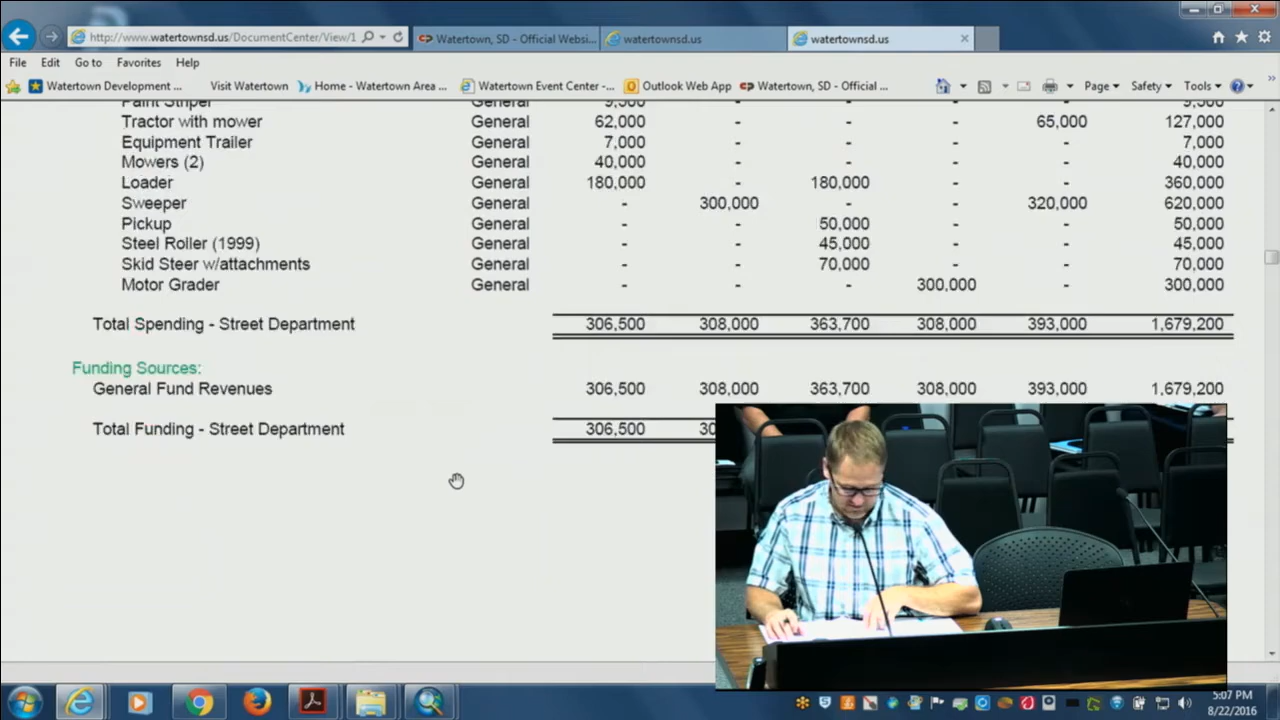 http://www.watertownsd.us/DocumentCenter/View/1
Watertown, SD - Official Websi...
watertownsd.us
watertownsd.us
File Edit Go to Favorites Help
Watertown Development ... Visit Watertown Home - Watertown Area ... Watertown Event Center -... Outlook Web App Watertown, SD - Official ... Page Safety Tools
Paint Striper General 9,500 - - - - 9,500
Tractor with mower General 62,000 - - - 65,000 127,000
Equipment Trailer General 7,000 - - - - 7,000
Mowers (2) General 40,000 - - - - 40,000
Loader General 180,000 - 180,000 - - 360,000
Sweeper General - 300,000 - - 320,000 620,000
Pickup General - - 50,000 - - 50,000
Steel Roller (1999) General - - 45,000 - - 45,000
Skid Steer w/attachments General - - 70,000 - - 70,000
Motor Grader General - - - 300,000 - 300,000
Total Spending - Street Department 306,500 308,000 363,700 308,000 393,000 1,679,200
Funding Sources:
General Fund Revenues 306,500 308,000 363,700 308,000 393,000 1,679,200
Total Funding - Street Department 306,500 30
5:07 PM
8/22/2016